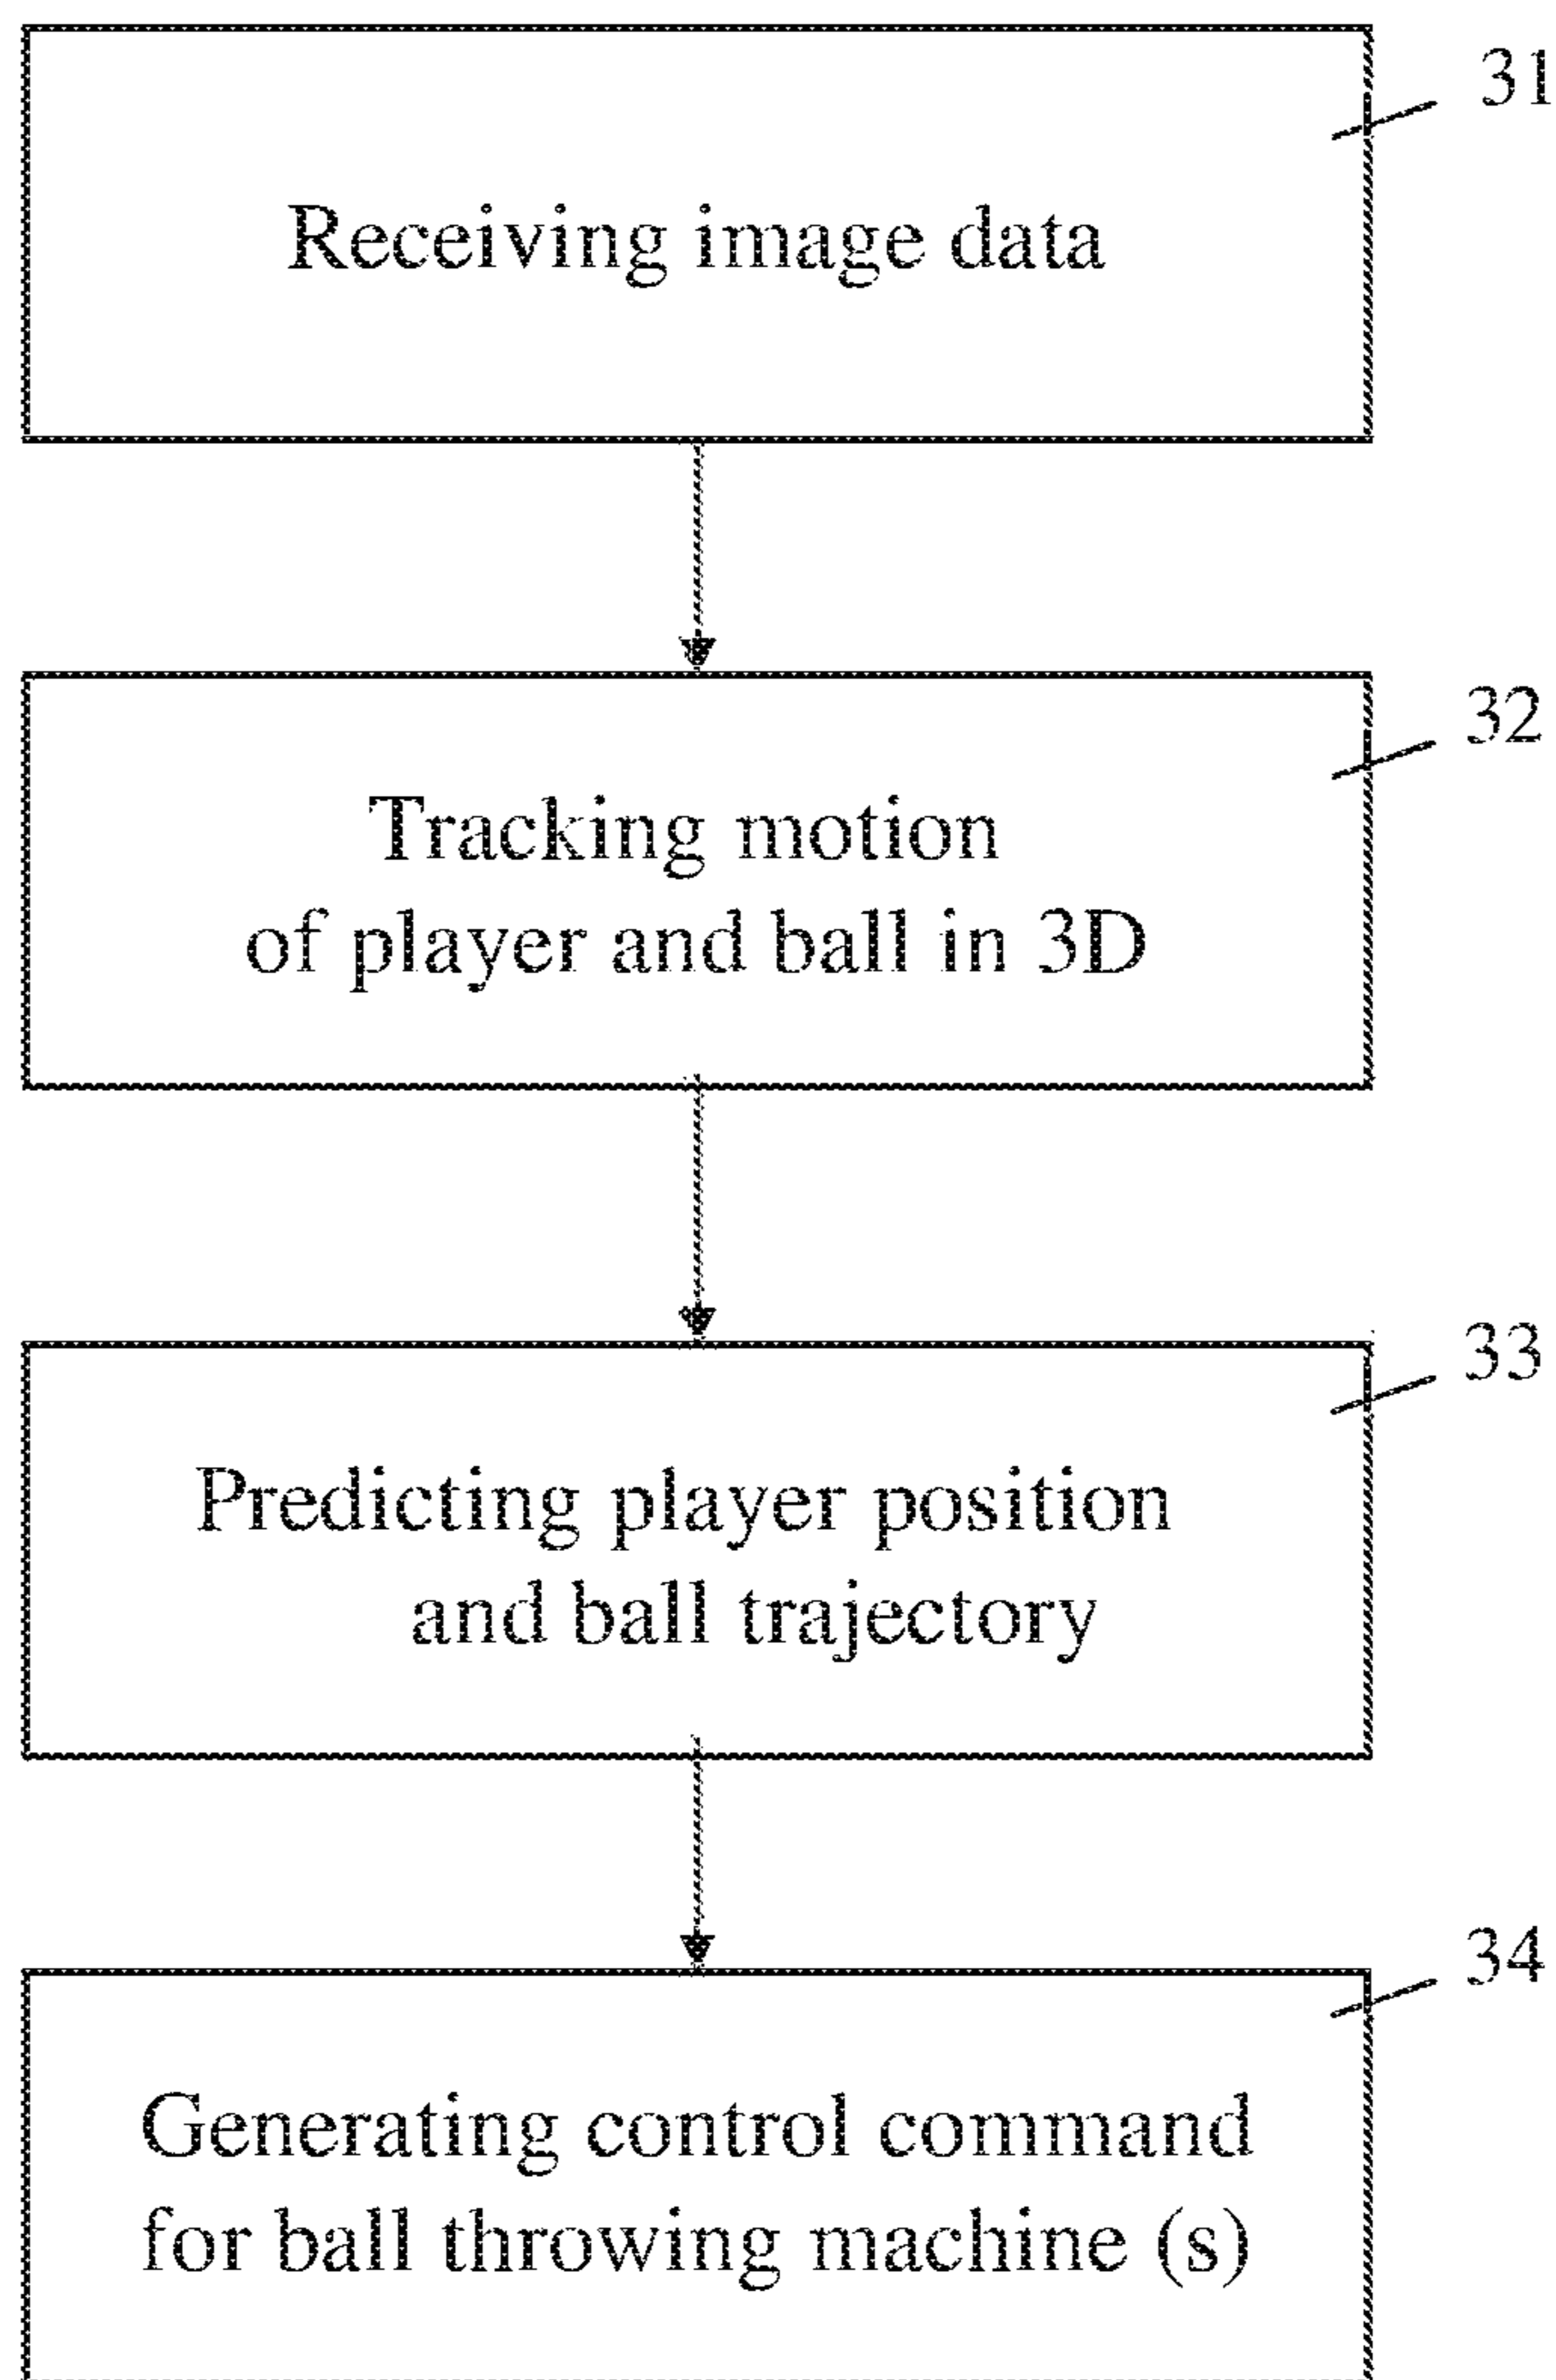 31
Receiving image data
32
Tracking motion
of player and ball in 3D
33
Predicting player position
and ball trajectory
34
Generating control command
for ball throwing machine (s)